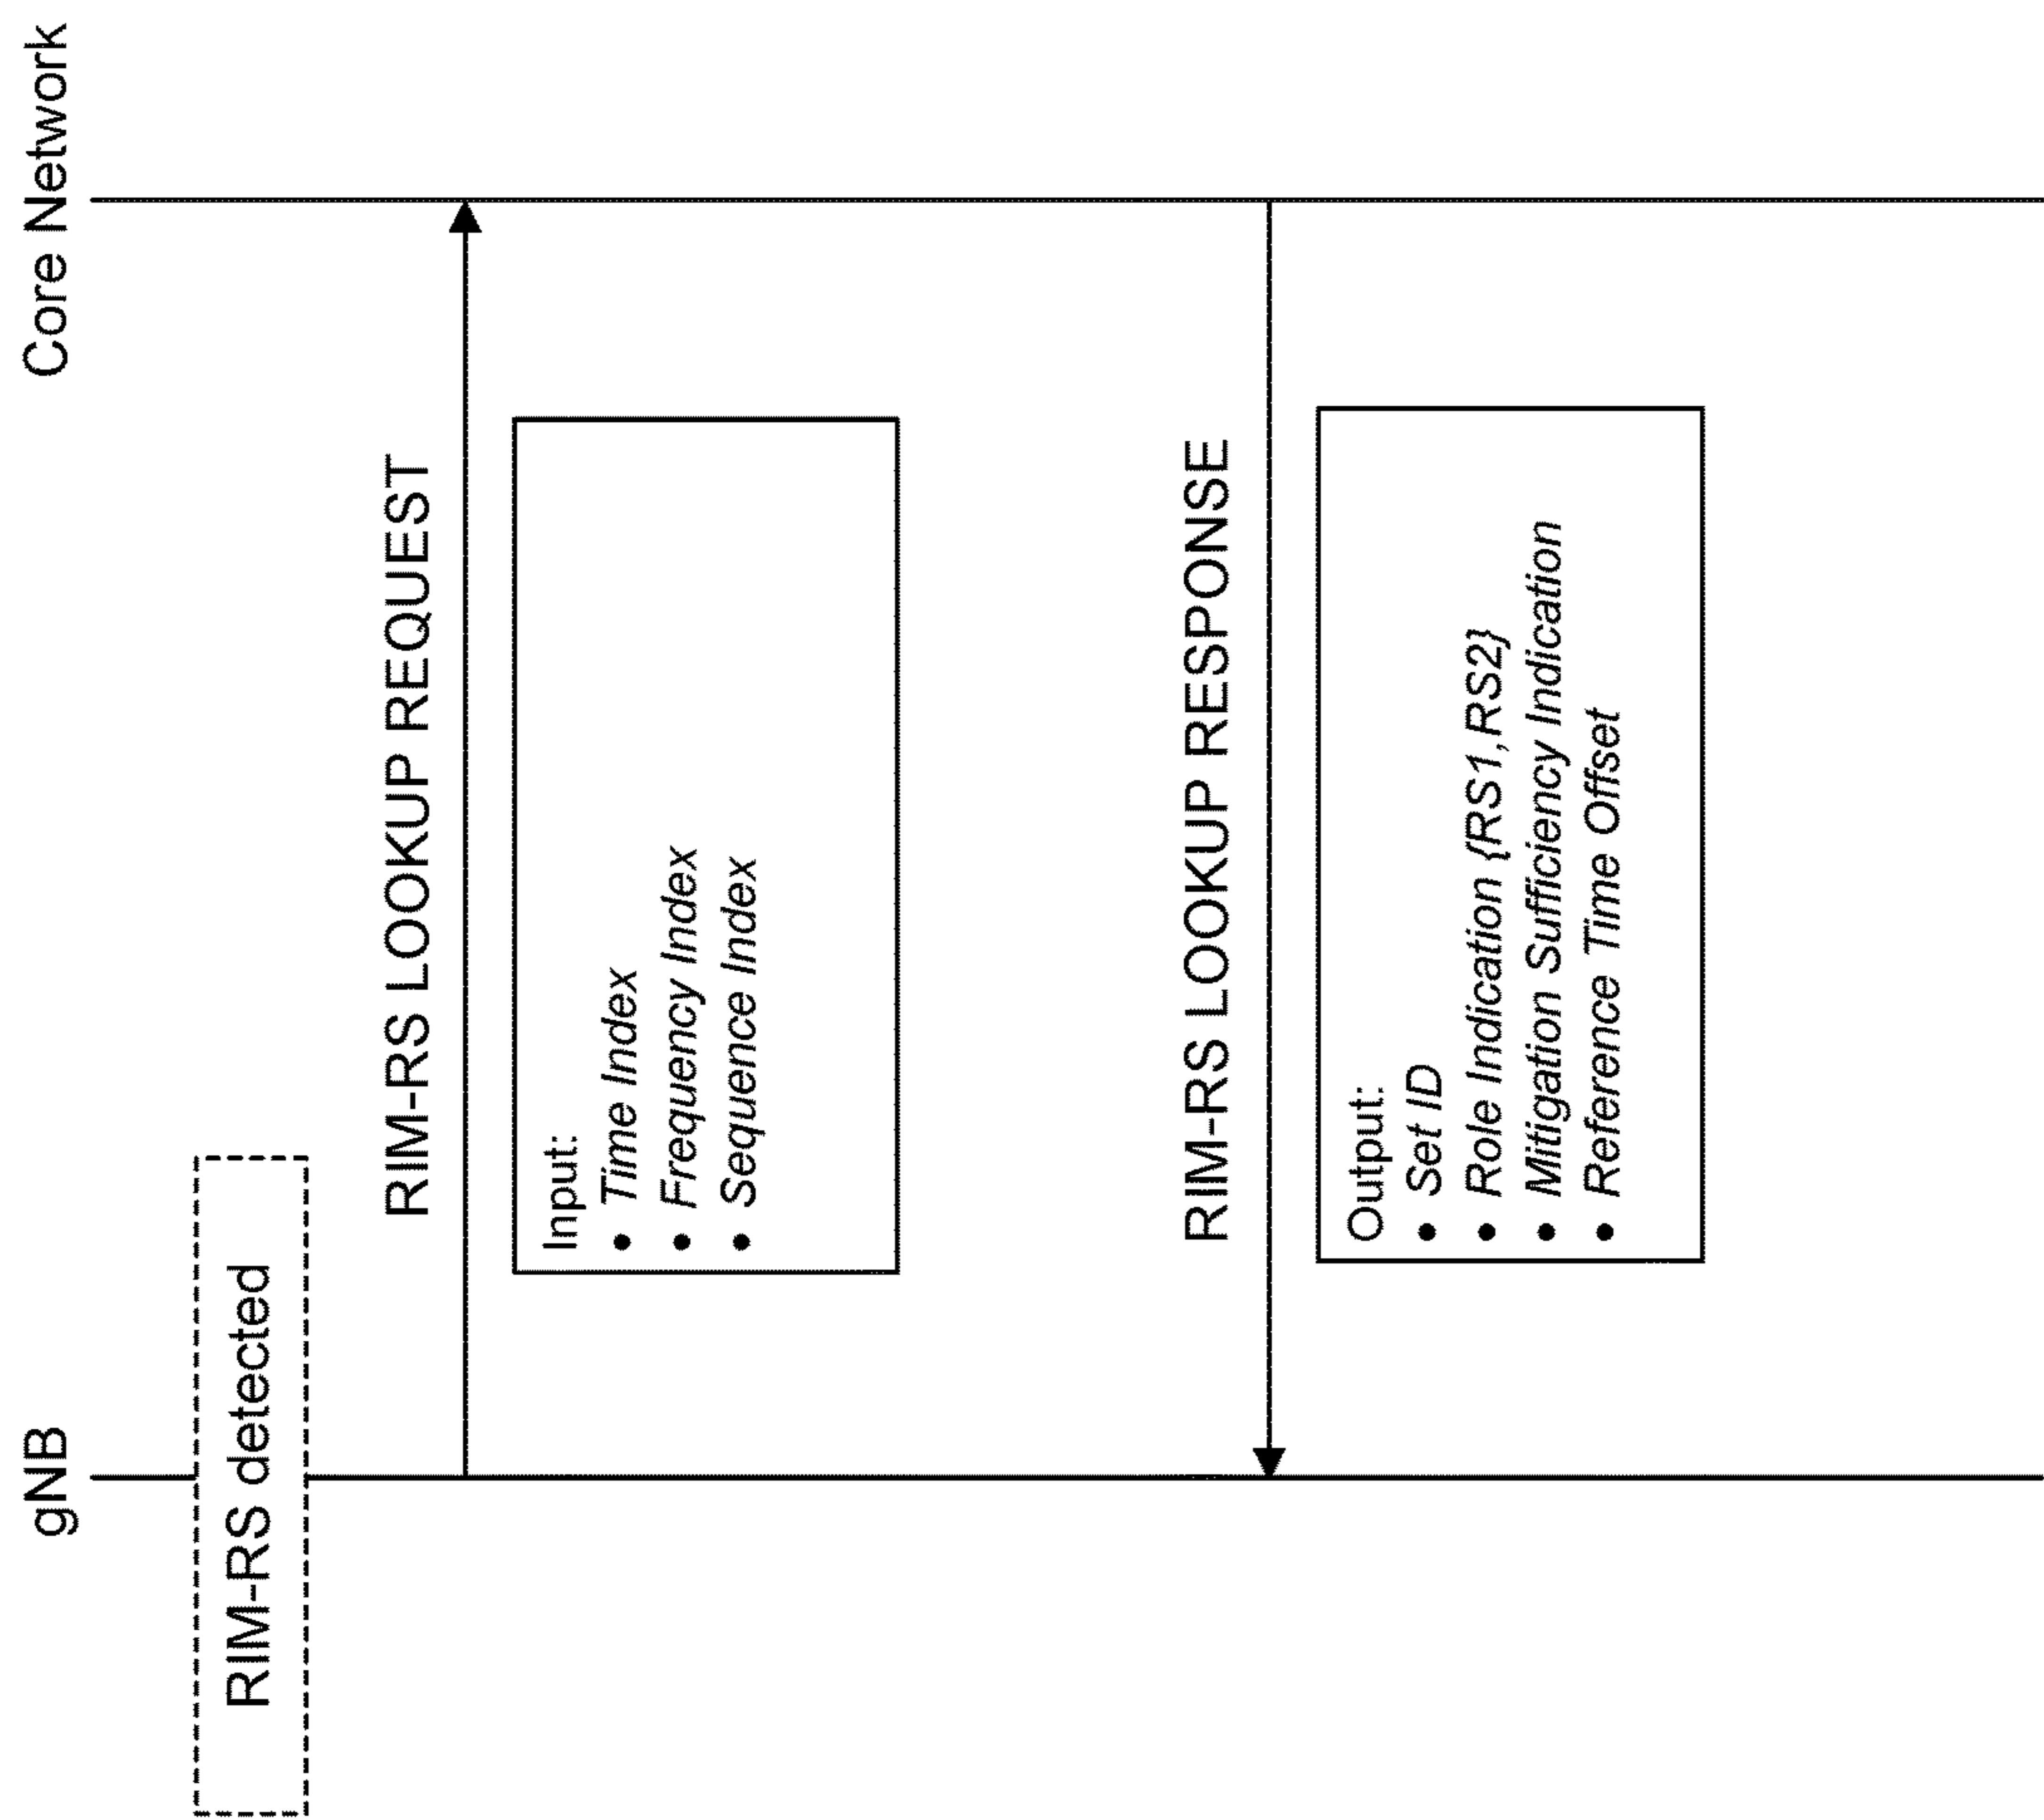 gNB
Core Network
RIM-RS detected
RIM-RS LOOKUP REQUEST
Input:
• Time Index
• Frequency Index
• Sequence Index
RIM-RS LOOKUP RESPONSE
Output:
• Set ID
• Role Indication {RS1,RS2}
• Mitigation Sufficiency Indication
• Reference Time Offset